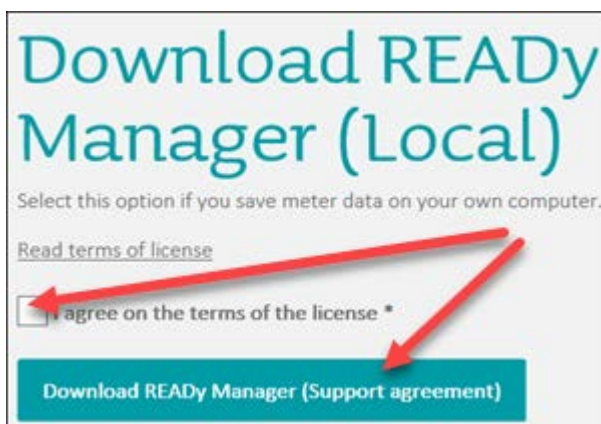 Download READy
Manager (Local)
Select this option if you save meter data on your own computer.
Read terms of license
I agree on the terms of the license *
Download READy Manager (Support agreement)